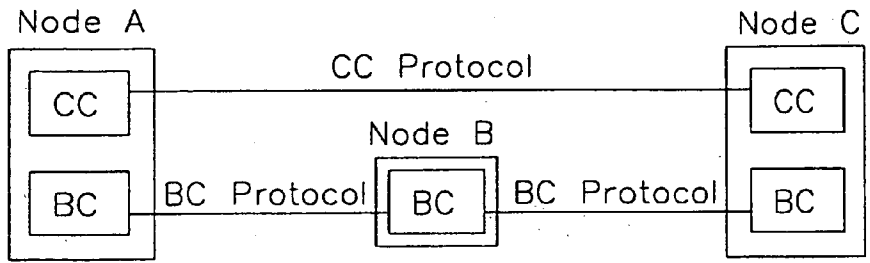 Node A
Node C
CC Protocol
CC
CC
Node B
BC Protocol
BC Protocol
BC
BC
BC